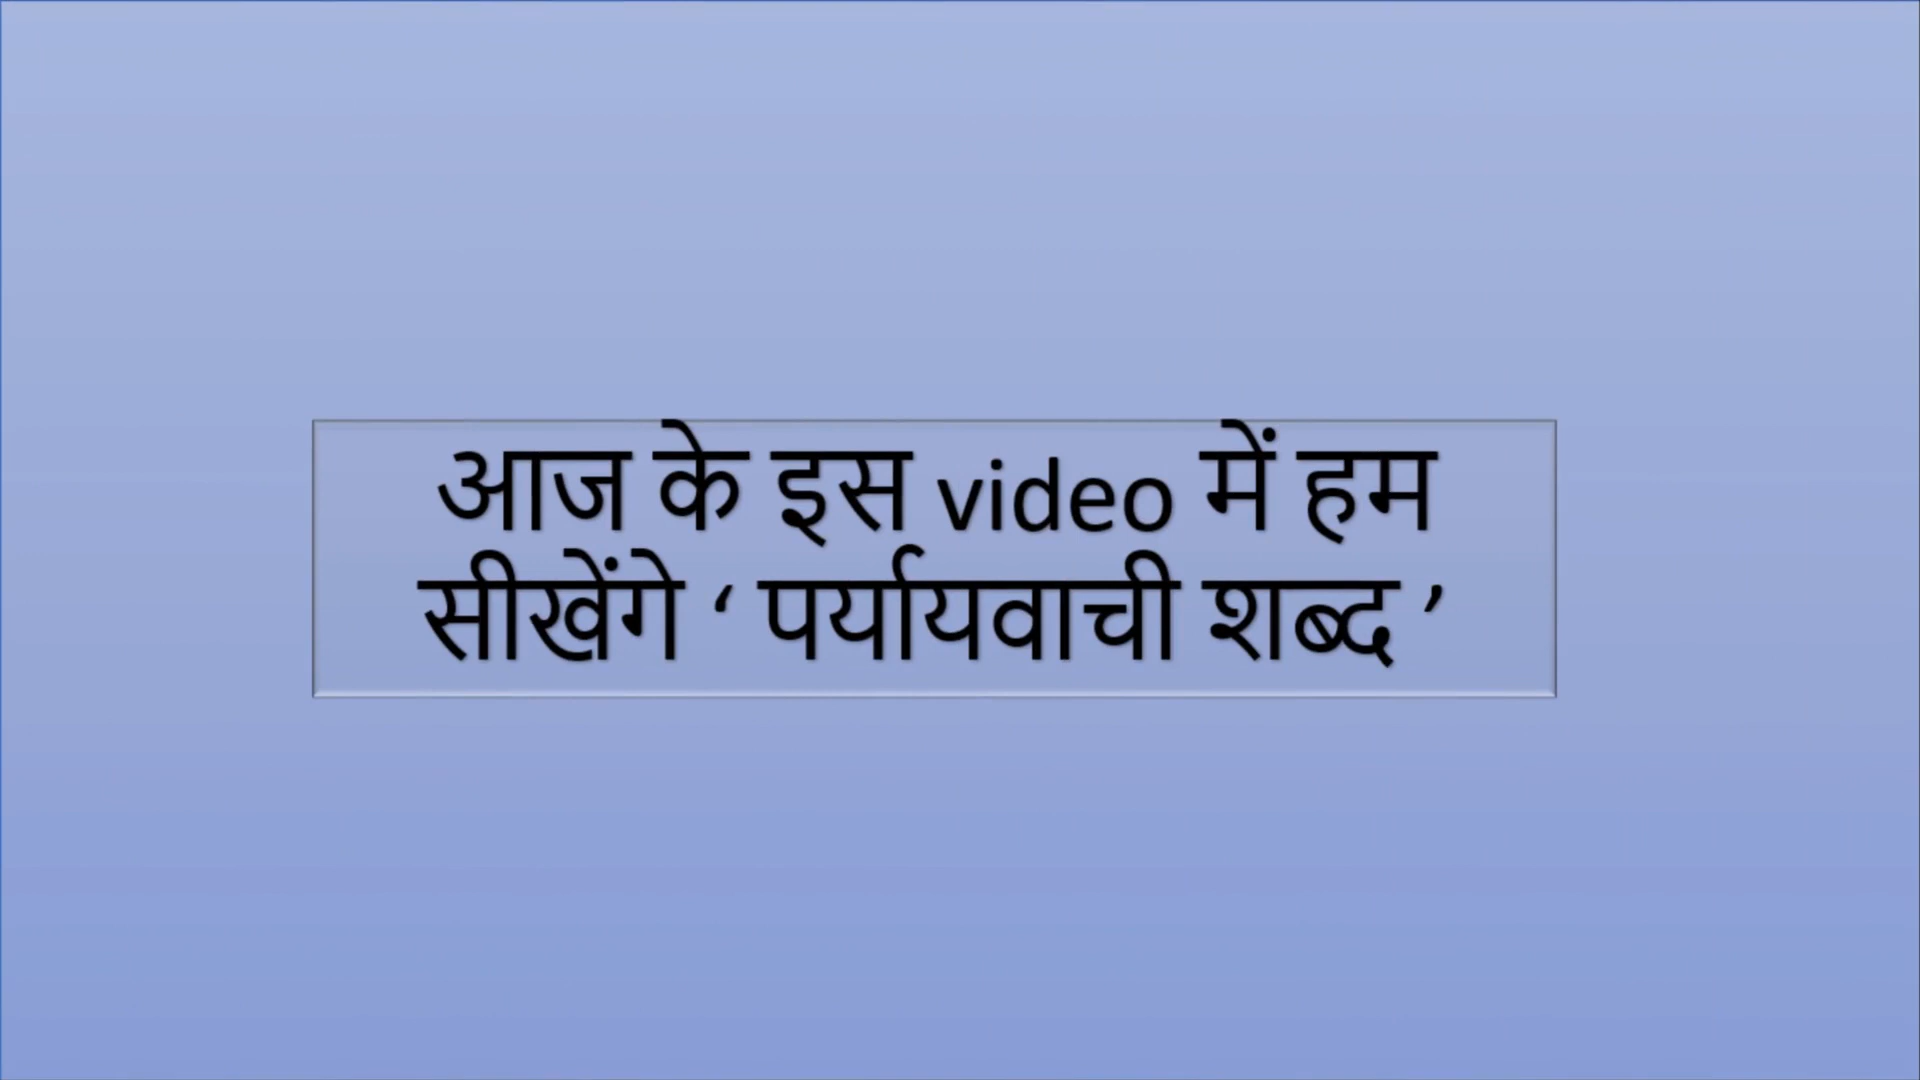 आज के इस video में हम
सीखेंगे ‘ पर्यायवाची शब्द ’